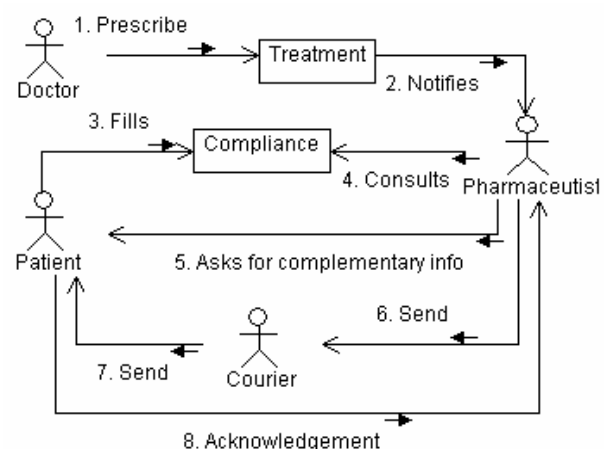 1. Prescribe
Treatment
Doctor
2. Notifies
3. Fills
Compliance
4. Consults
Pharmaceutist
Patient
5. Asks for complementary info
6. Send
7. Send
Courier
8. Acknowledgement